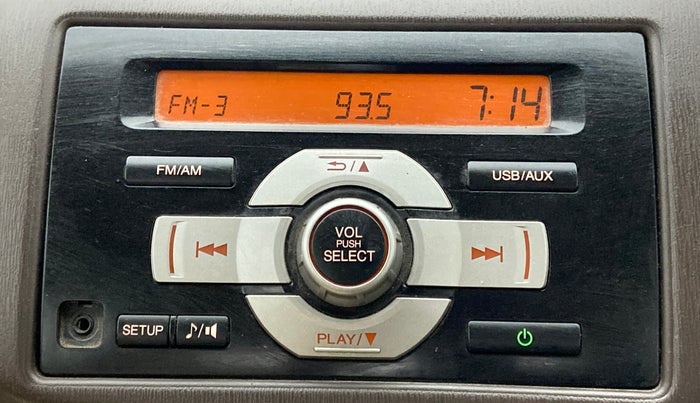 FM-3 93.5 7:14
FM/AM
USB/AUX
VOL
PUSH
SELECT
SETUP
PLAY/▼